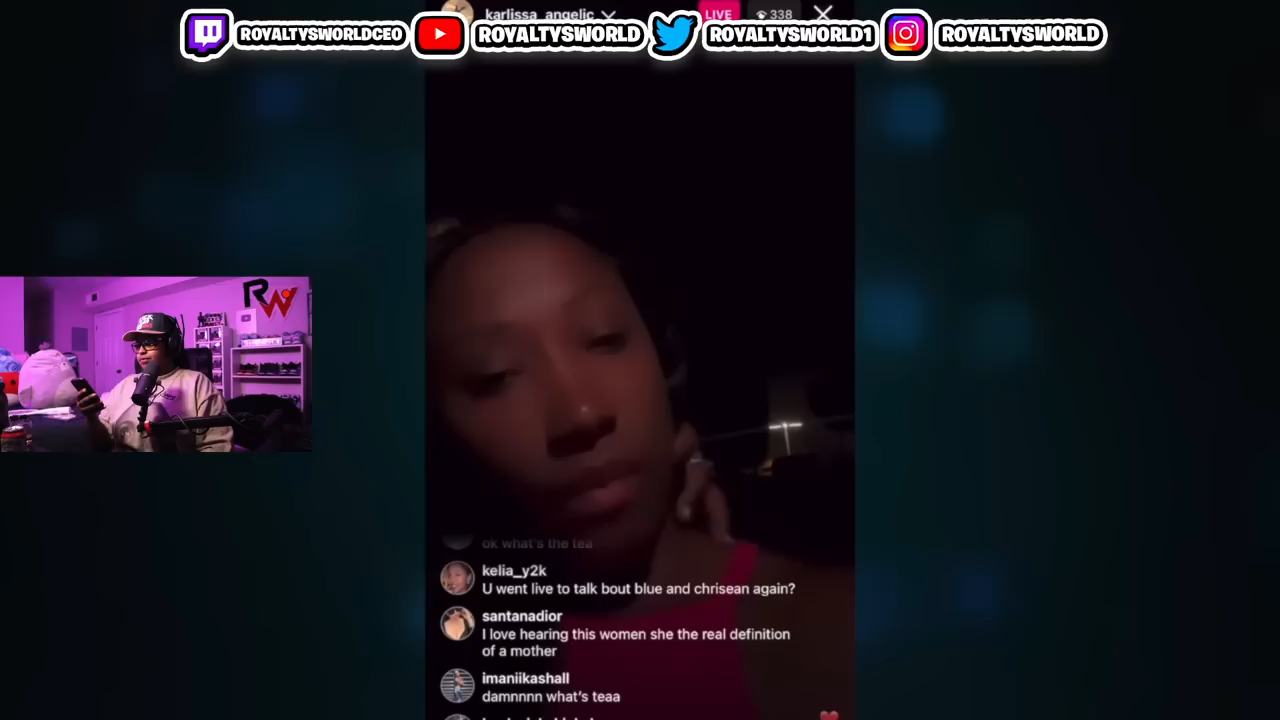 karlissa_angelic
LIVE
338
ROYALTYSWORLDCEO
ROYALTYSWORLD
ROYALTYSWORLD1
ROYALTYSWORLD
RW
ok what's the tea
kelia_y2k
U went live to talk bout blue and chrisean again?
santanadior
I love hearing this women she the real definition
of a mother
imaniikashall
damnnnn what's teaa